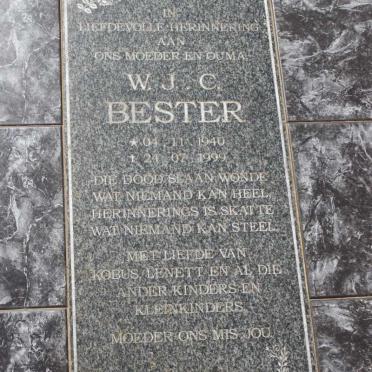 IN
LIEFDEVOLLE HERINNERING
AAN
ONS MOEDER EN OUMA
W. J. C.
BESTER
★ 04. 11. 1940
† 24. 07. 1999
DIE DOOD SLAAN WONDE
WAT NIEMAND KAN HEEL,
HERINNERINGS IS SKATTE
WAT NIEMAND KAN STEEL.
MET LIEFDE VAN
KOBUS, LENETT EN AL DIE
ANDER KINDERS EN
KLEINKINDERS.
MOEDER ONS MIS JOU.